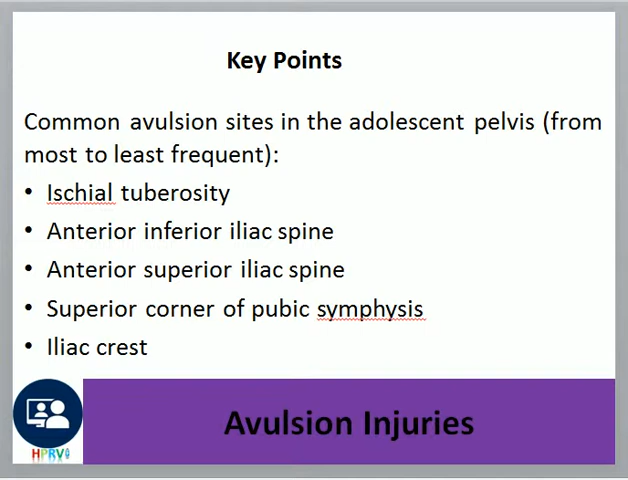 Key Points
Common avulsion sites in the adolescent pelvis (from
most to least frequent):
• Ischial tuberosity
• Anterior inferior iliac spine
• Anterior superior iliac spine
• Superior corner of pubic symphysis
• Iliac crest
Avulsion Injuries
HPRV